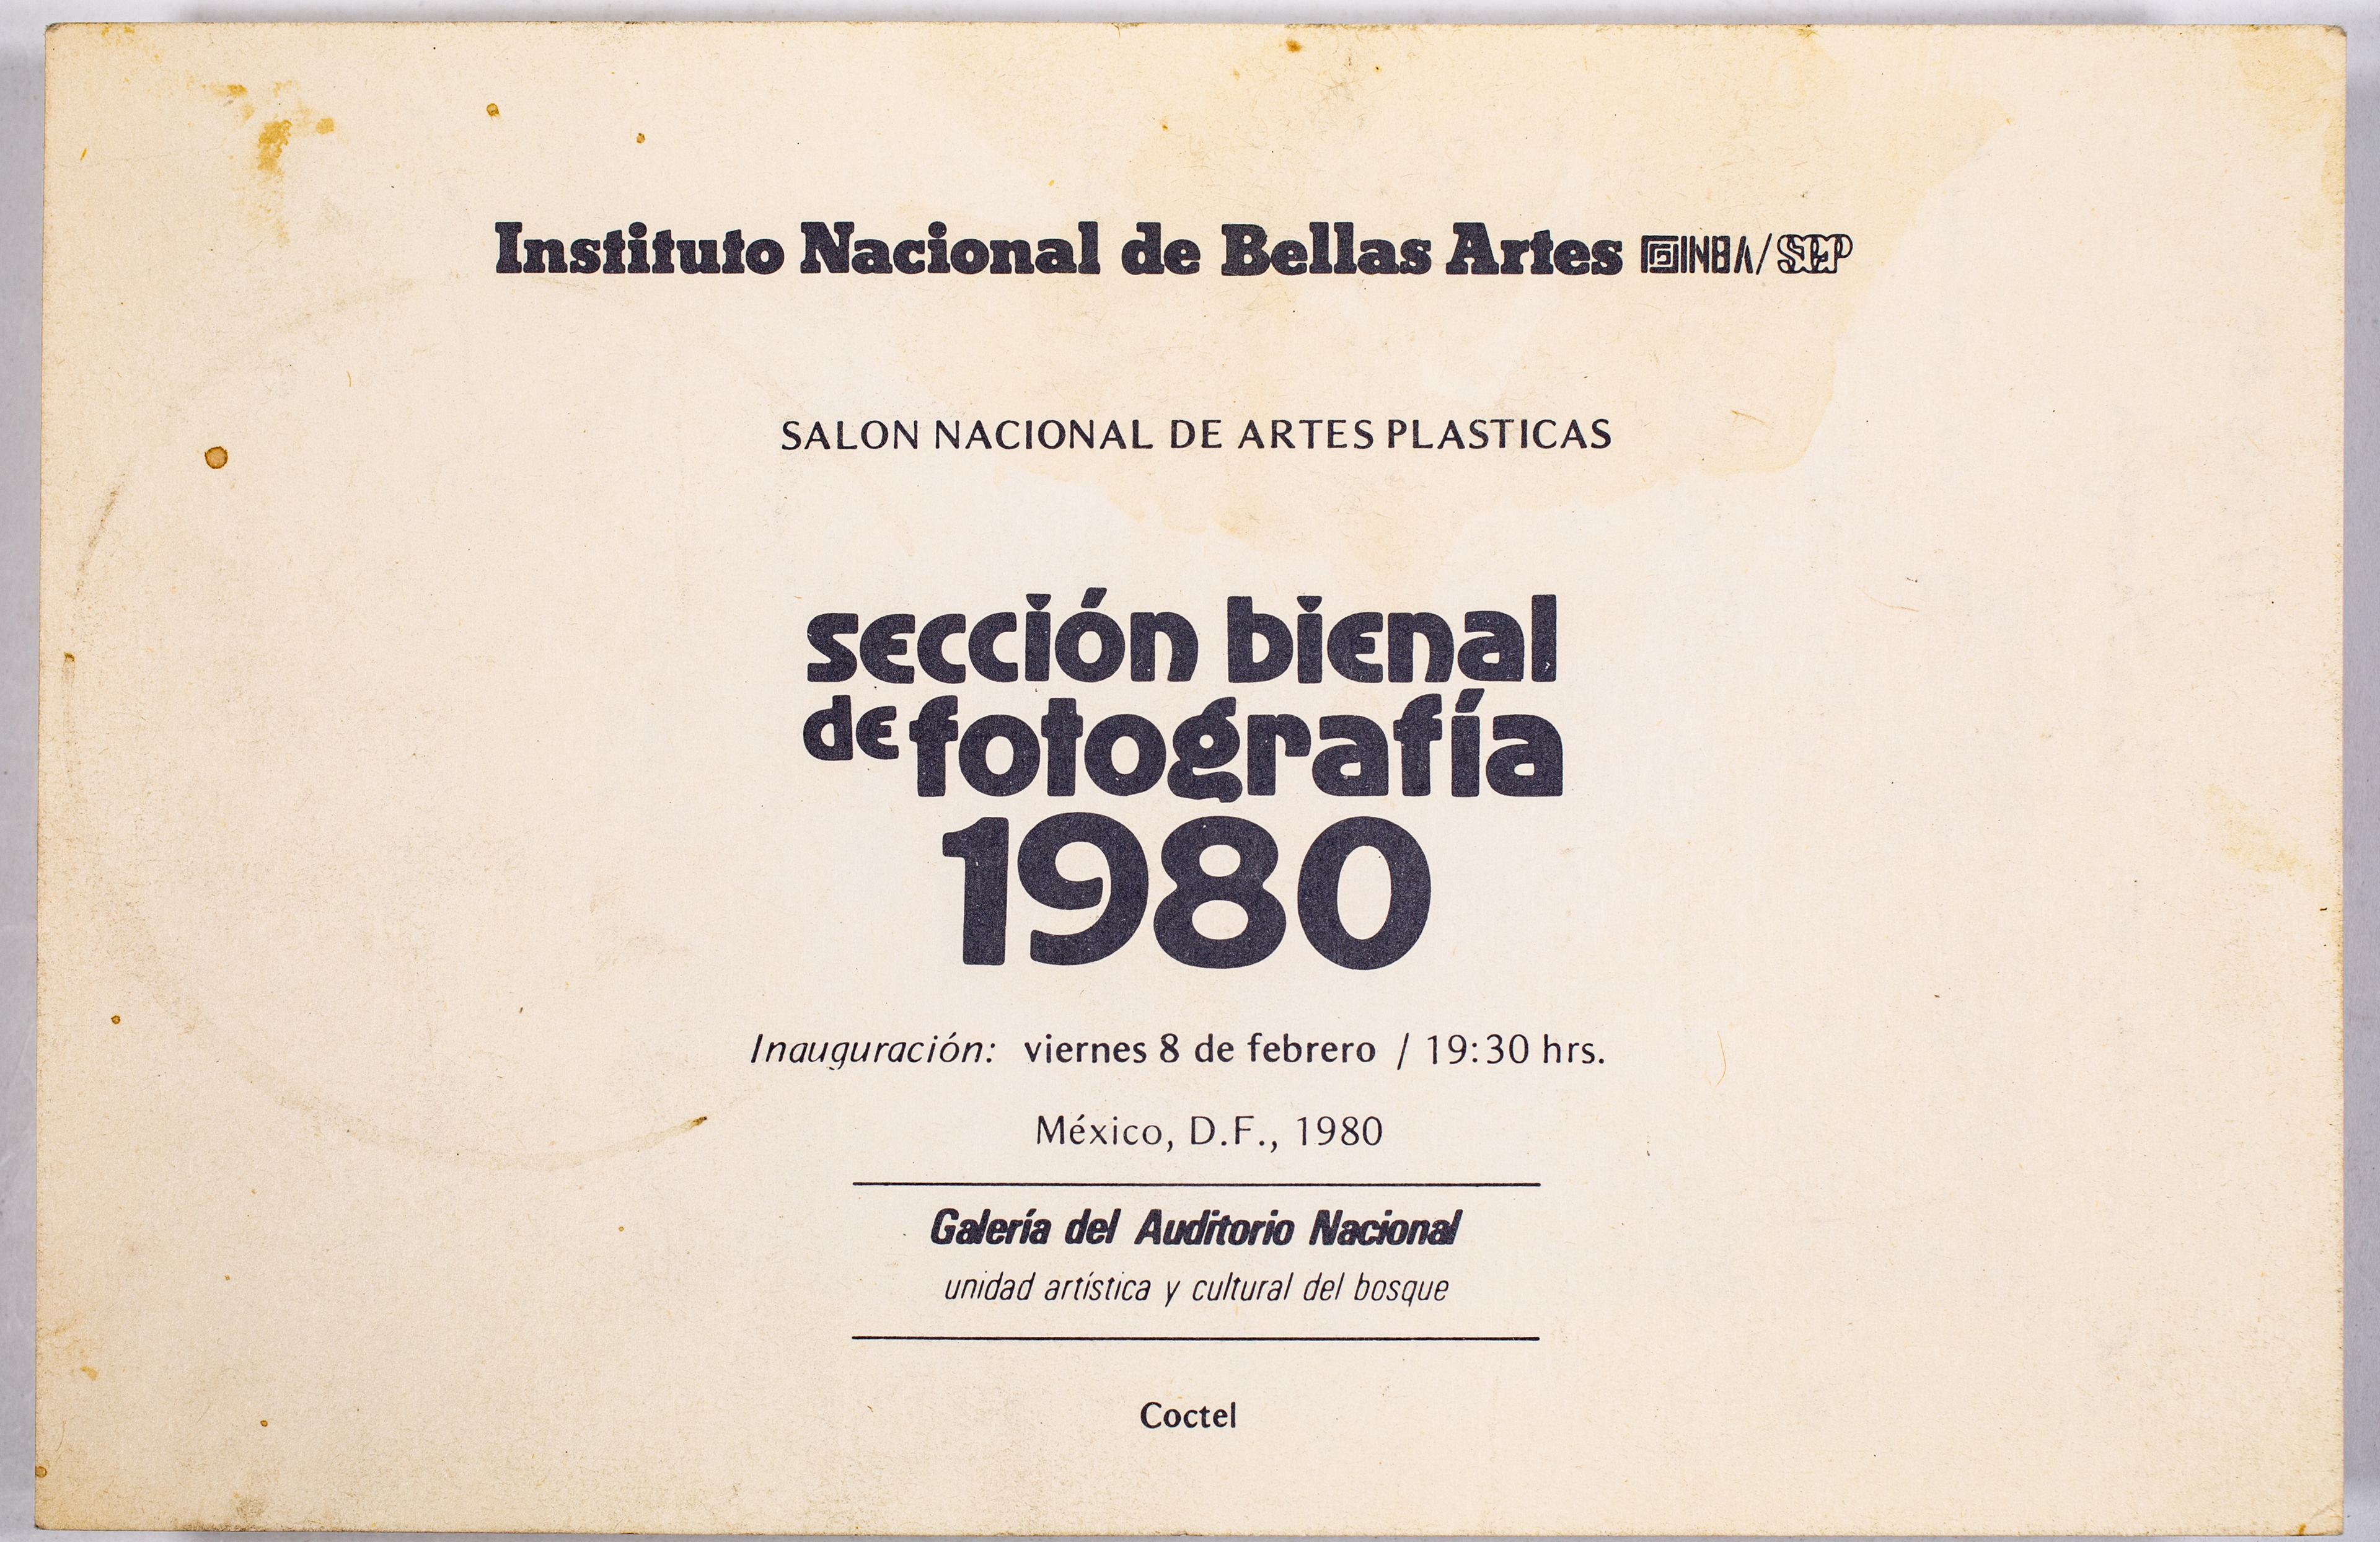 Instituto Nacional de Bellas Artes INBA/SEP
SALON NACIONAL DE ARTES PLASTICAS
sección bienal
de fotografía
1980
Inauguración: viernes 8 de febrero / 19:30 hrs.
México, D.F., 1980
Galería del Auditorio Nacional
unidad artística y cultural del bosque
Coctel